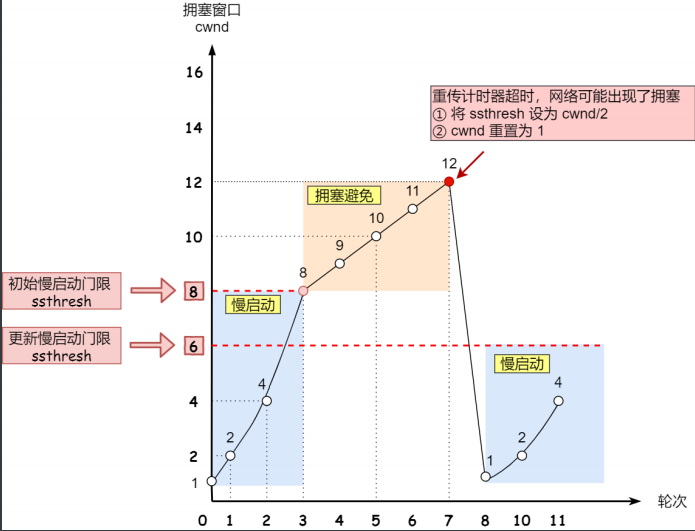 拥塞窗口
cwnd
16
14
12
10
8
6
4
2
1
0
1
2
3
4
5
6
7
8
10
11
轮次
初始慢启动门限
ssthresh
更新慢启动门限
ssthresh
慢启动
拥塞避免
慢启动
2
4
8
9
10
11
12
1
2
4
重传计时器超时，网络可能出现了拥塞
① 将 ssthresh 设为 cwnd/2
② cwnd 重置为 1